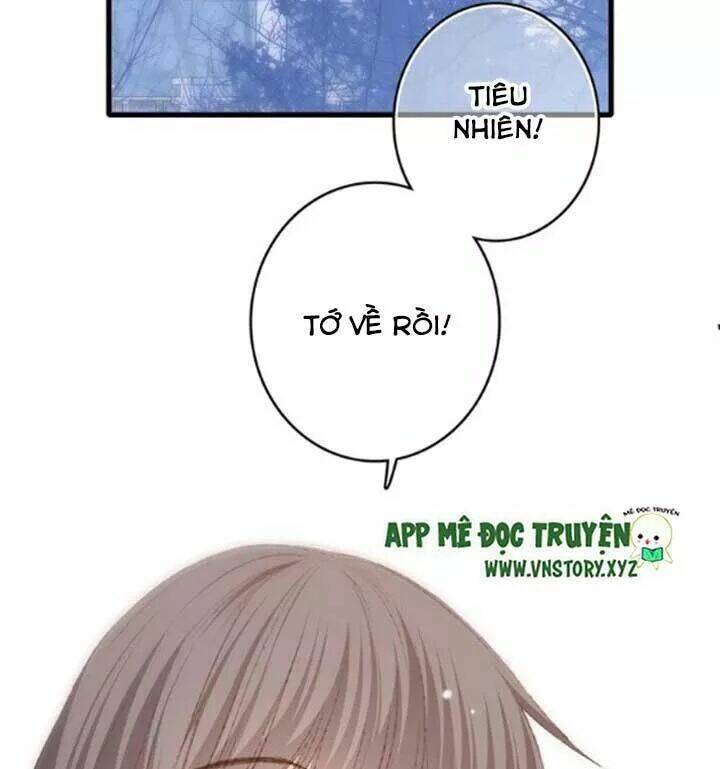 TIÊU
NHIÊN!
TỚ VỀ RỒI!
MÊ ĐỌC TRUYỆN
APP MÊ ĐỌC TRUYỆN
WWW.VNSTORY.XYZ